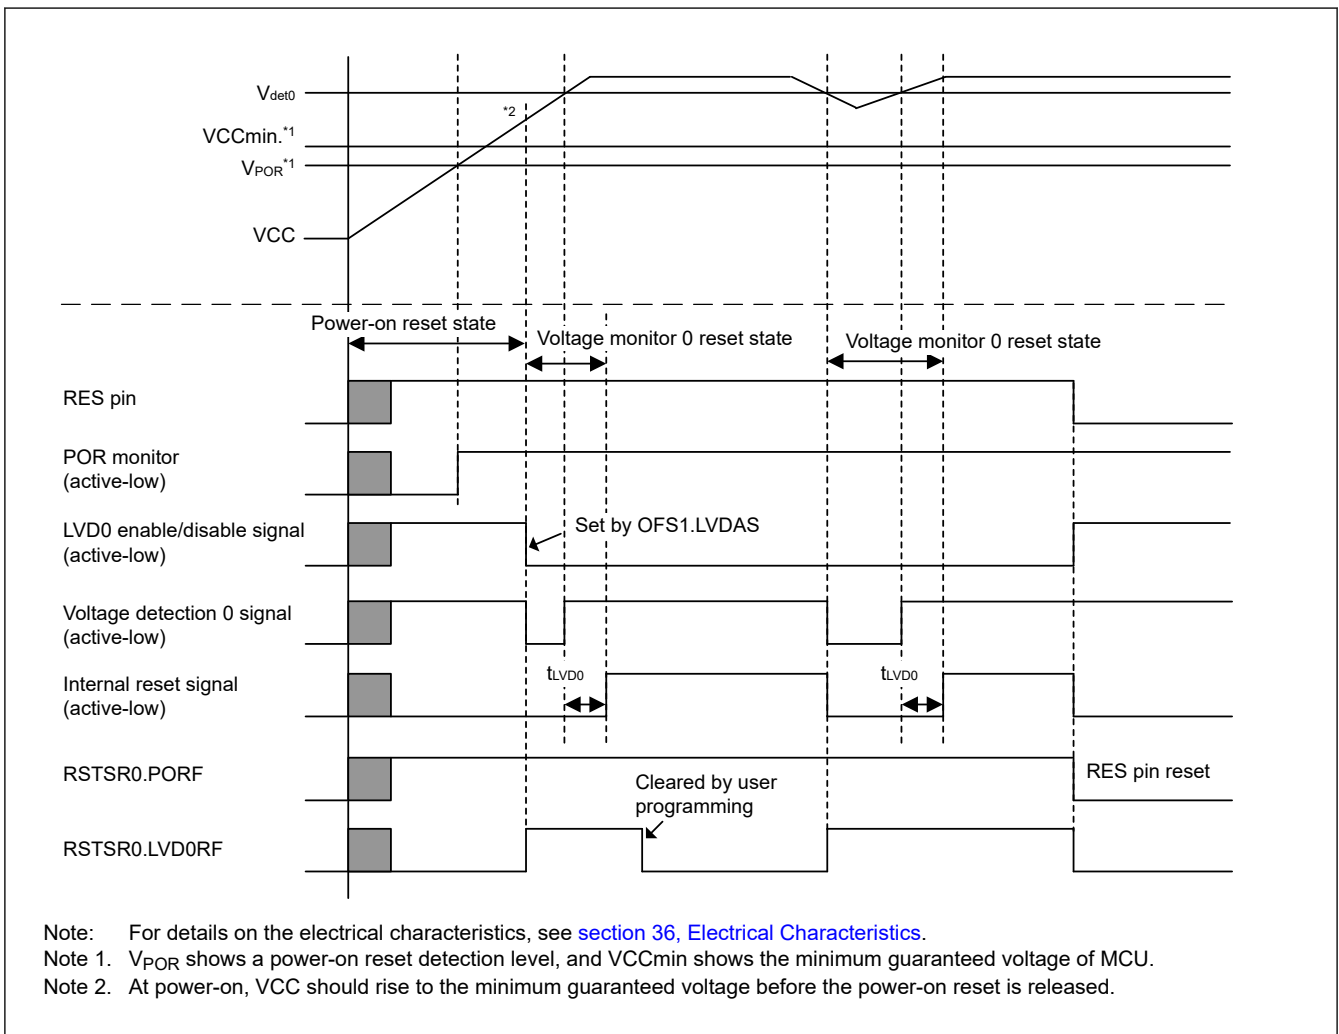 Vdet0
*2
VCCmin.*1
VPOR*1
VCC
Power-on reset state
Voltage monitor 0 reset state
Voltage monitor 0 reset state
RES pin
POR monitor
(active-low)
LVD0 enable/disable signal
(active-low)
Set by OFS1.LVDAS
Voltage detection 0 signal
(active-low)
Internal reset signal
(active-low)
tLVD0
tLVD0
RSTSR0.PORF
RES pin reset
Cleared by user
programming
RSTSR0.LVD0RF
Note: For details on the electrical characteristics, see section 36, Electrical Characteristics.
Note 1. VPOR shows a power-on reset detection level, and VCCmin shows the minimum guaranteed voltage of MCU.
Note 2. At power-on, VCC should rise to the minimum guaranteed voltage before the power-on reset is released.